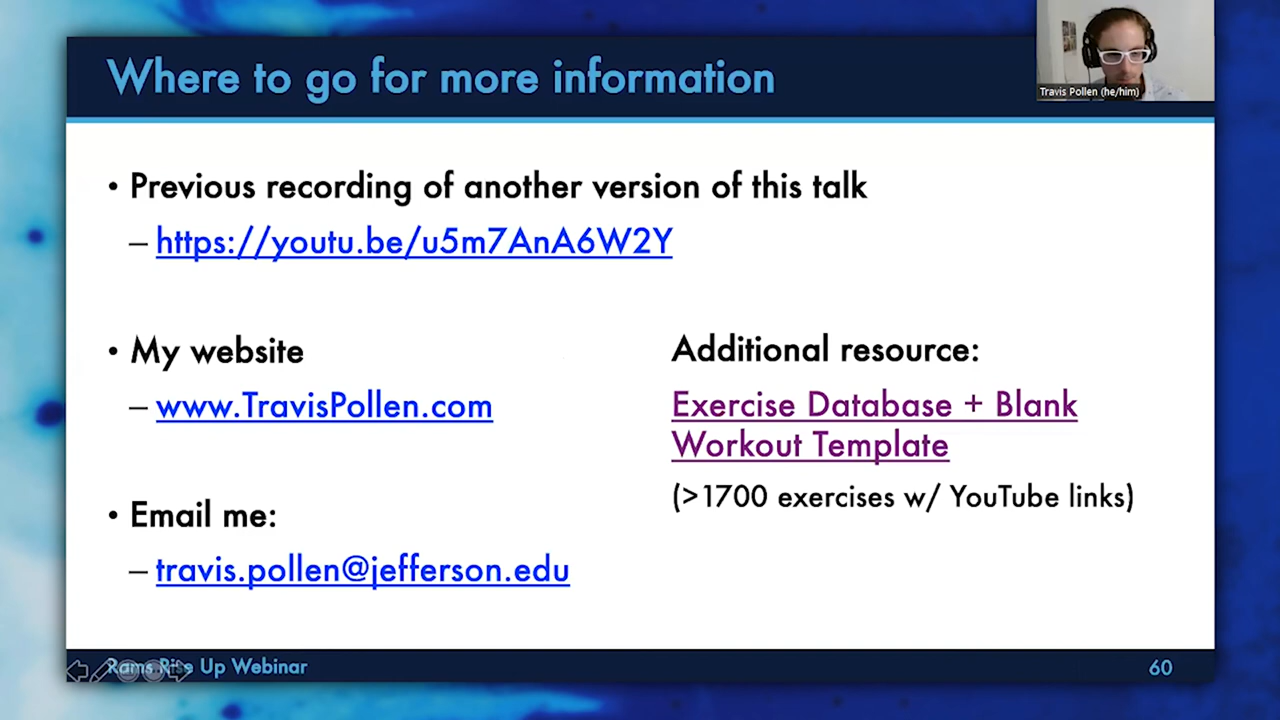 Where to go for more information
Travis Pollen (he/him)
• Previous recording of another version of this talk
– https://youtu.be/u5m7AnA6W2Y
• My website
– www.TravisPollen.com
• Email me:
– travis.pollen@jefferson.edu
Additional resource:
Exercise Database + Blank
Workout Template
(>1700 exercises w/ YouTube links)
Rams Rise Up Webinar
60